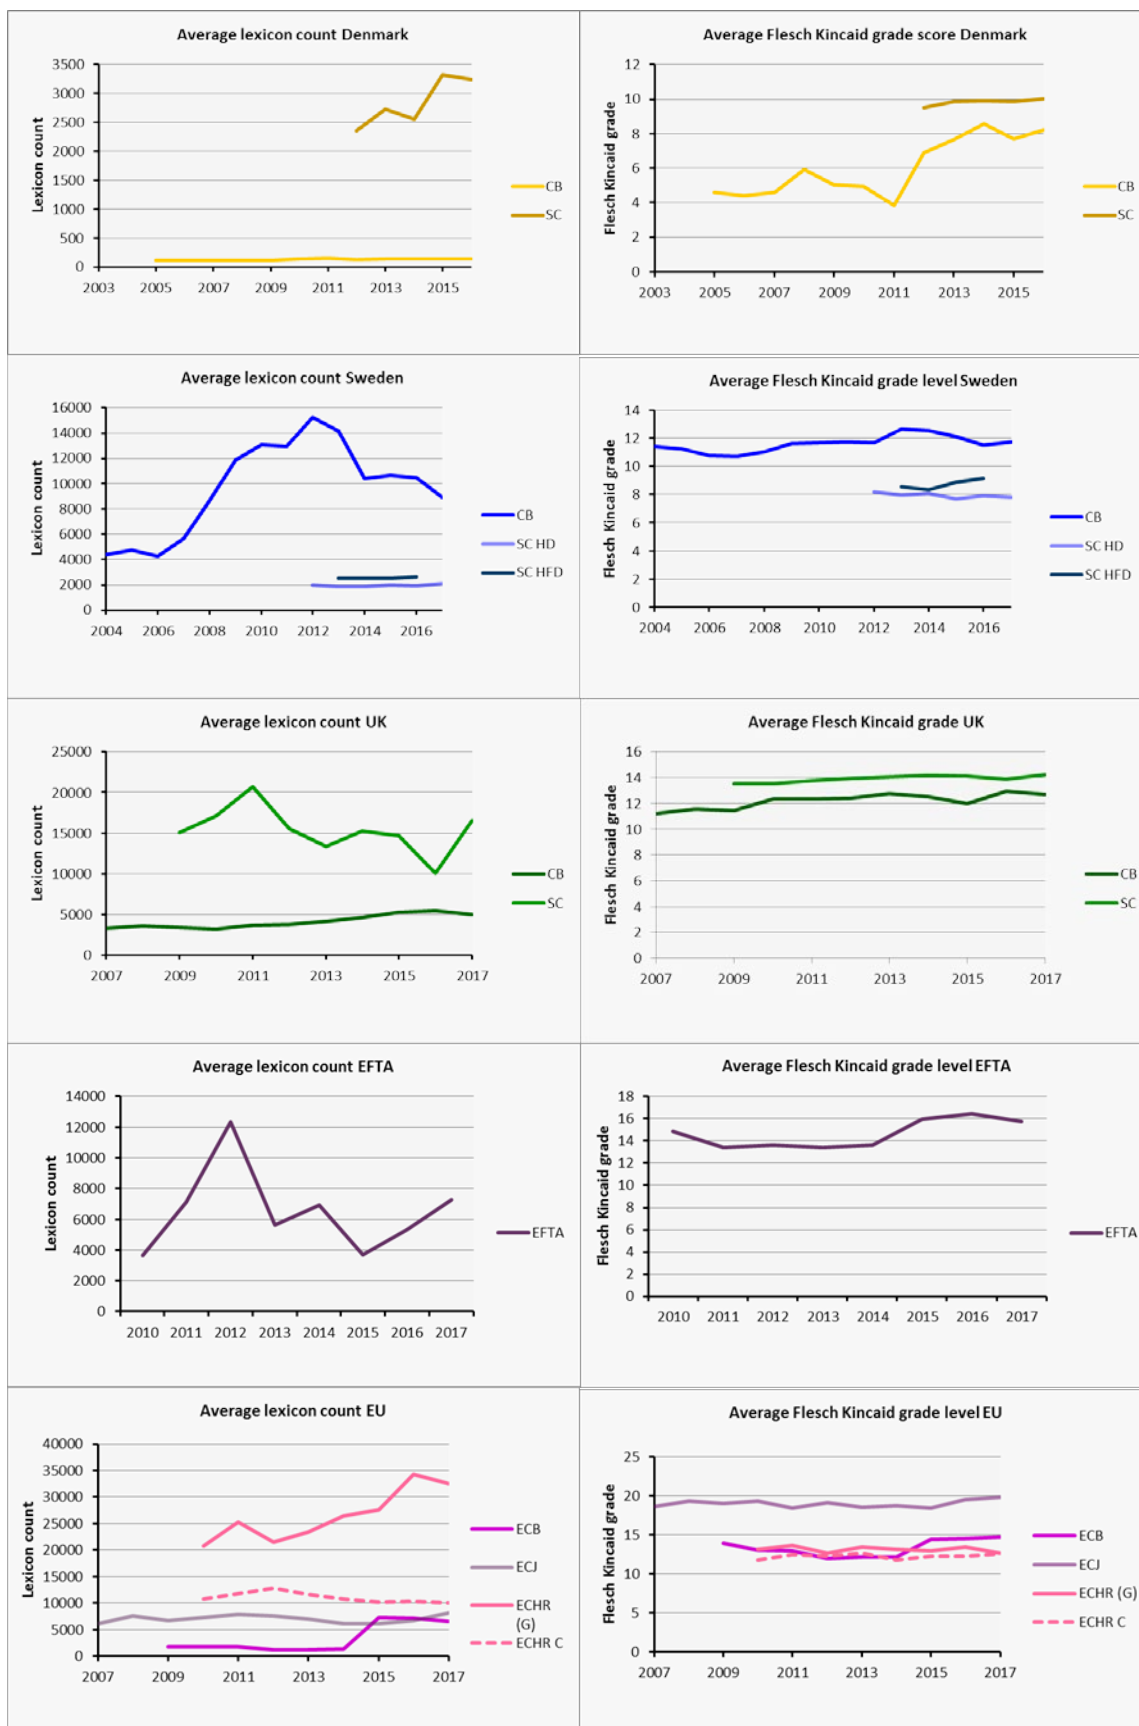 Average lexicon count Denmark
Lexicon count
3500
3000
2500
2000
1500
1000
500
0
2003 2005 2007 2009 2011 2013 2015
CB
SC
Average Flesch Kincaid grade score Denmark
Flesch Kincaid grade
12
10
8
6
4
2
0
2003 2005 2007 2009 2011 2013 2015
CB
SC
Average lexicon count Sweden
Lexicon count
16000
14000
12000
10000
8000
6000
4000
2000
0
2004 2006 2008 2010 2012 2014 2016
CB
SC HD
SC HFD
Average Flesch Kincaid grade level Sweden
Flesch Kincaid grade
14
12
10
8
6
4
2
0
2004 2006 2008 2010 2012 2014 2016
CB
SC HD
SC HFD
Average lexicon count UK
Lexicon count
25000
20000
15000
10000
5000
0
2007 2009 2011 2013 2015 2017
CB
SC
Average Flesch Kincaid grade UK
Flesch Kincaid grade
16
14
12
10
8
6
4
2
0
2007 2009 2011 2013 2015 2017
CB
SC
Average lexicon count EFTA
Lexicon count
14000
12000
10000
8000
6000
4000
2000
0
2010 2011 2012 2013 2014 2015 2016 2017
EFTA
Average Flesch Kincaid grade level EFTA
Flesch Kincaid grade
18
16
14
12
10
8
6
4
2
0
2010 2011 2012 2013 2014 2015 2016 2017
EFTA
Average lexicon count EU
Lexicon count
40000
35000
30000
25000
20000
15000
10000
5000
0
2007 2009 2011 2013 2015 2017
ECB
ECJ
ECHR
(G)
ECHR C
Average Flesch Kincaid grade level EU
Flesch Kincaid grade
25
20
15
10
5
0
2007 2009 2011 2013 2015 2017
ECB
ECJ
ECHR (G)
ECHR C